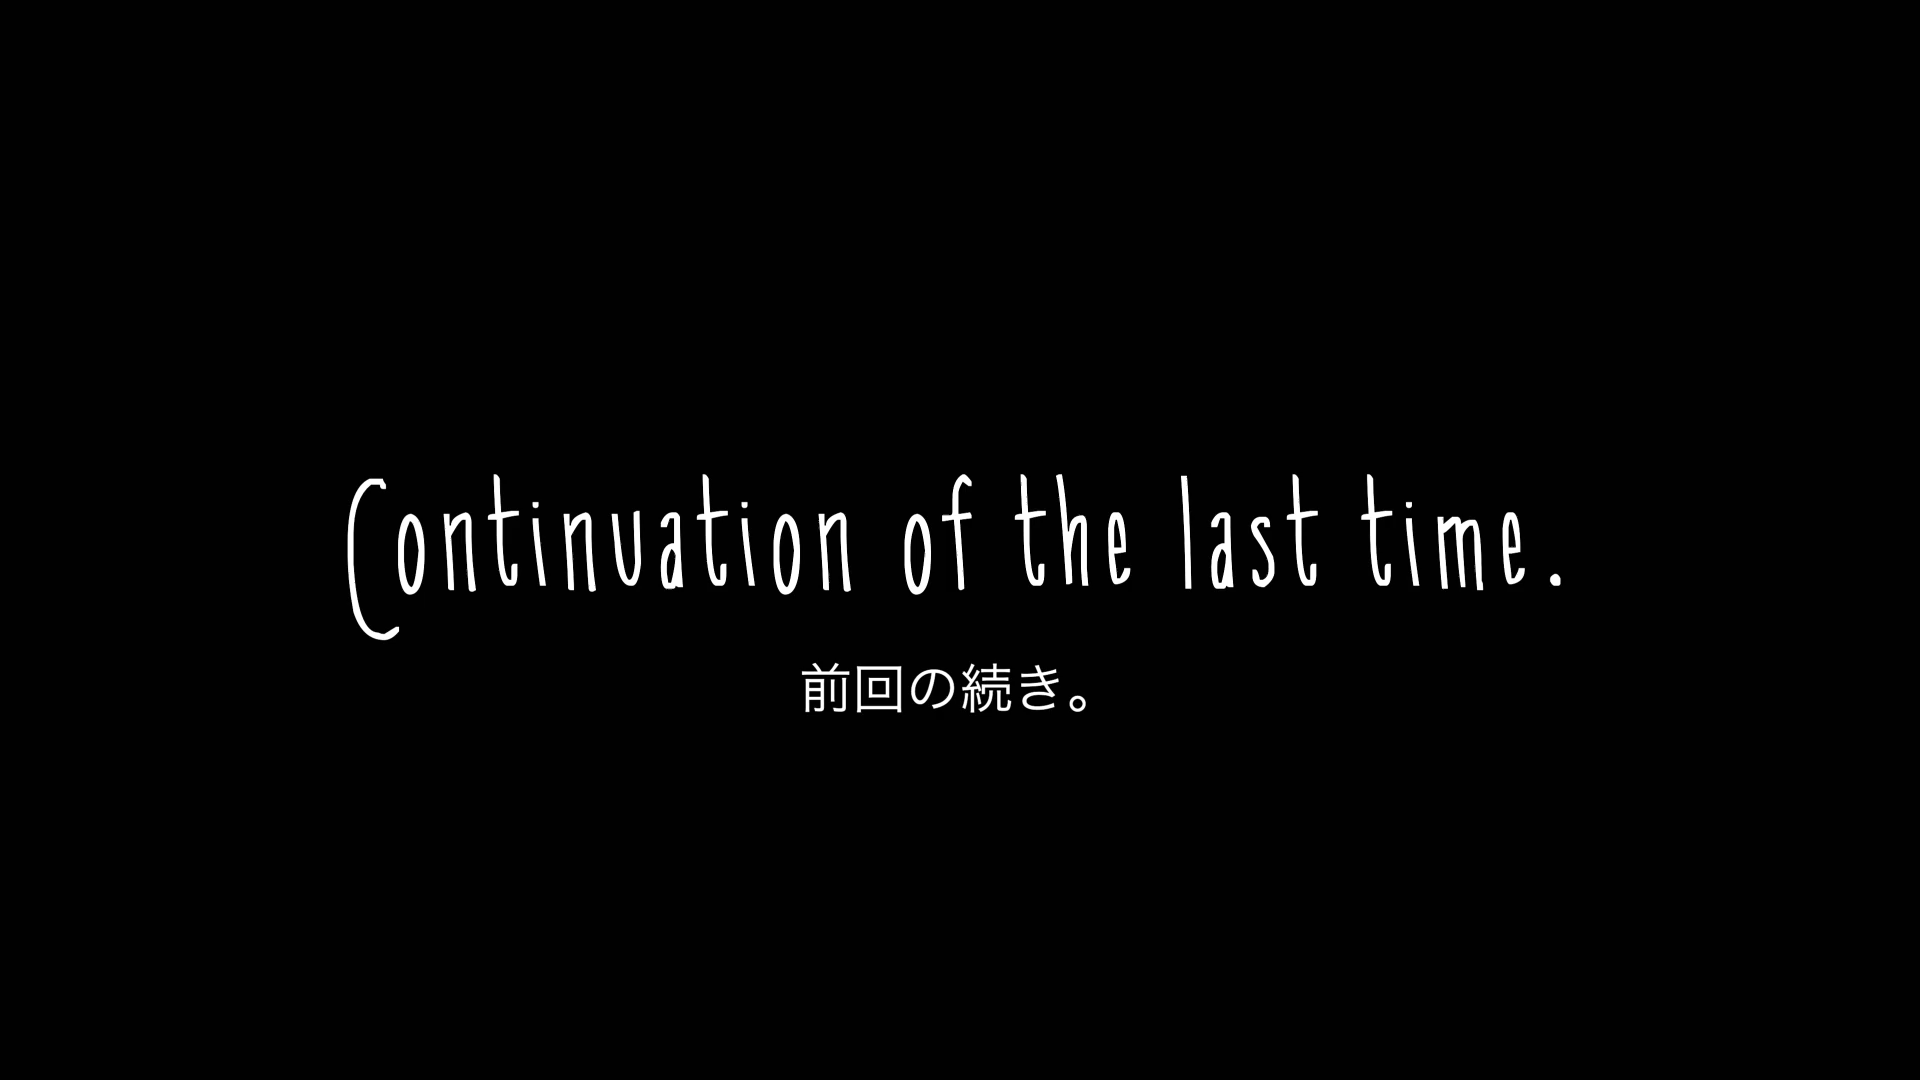 Continuation of the last time.
前回の続き。